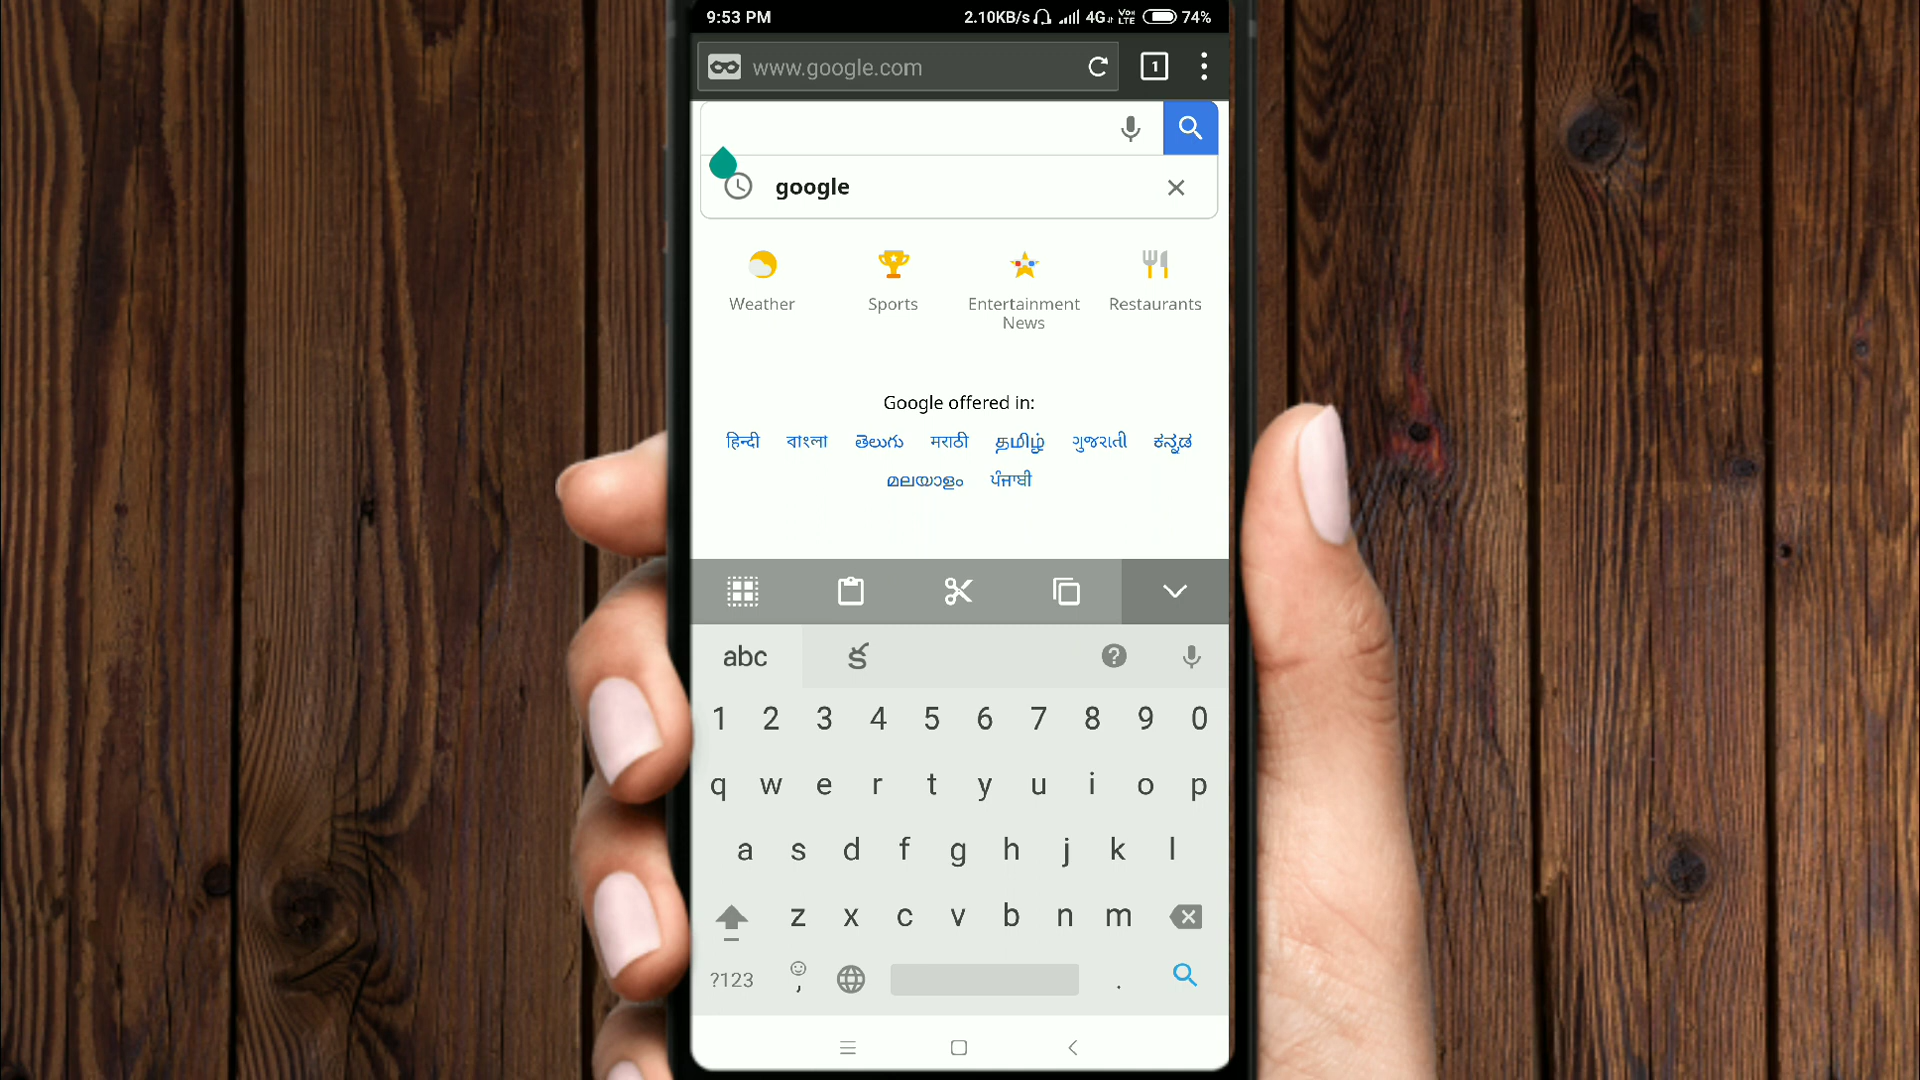 9:53 PM 2.10KB/s 4G VoLTE 74%
www.google.com 1
google
Weather Sports Entertainment News Restaurants
Google offered in:
हिन्दी বাংলা తెలుగు मराठी தமிழ் ગુજરાતી ಕನ್ನಡ
മലയാളം ਪੰਜਾਬੀ
abc క ?
1 2 3 4 5 6 7 8 9 0
q w e r t y u i o p
a s d f g h j k l
z x c v b n m
?123 , .